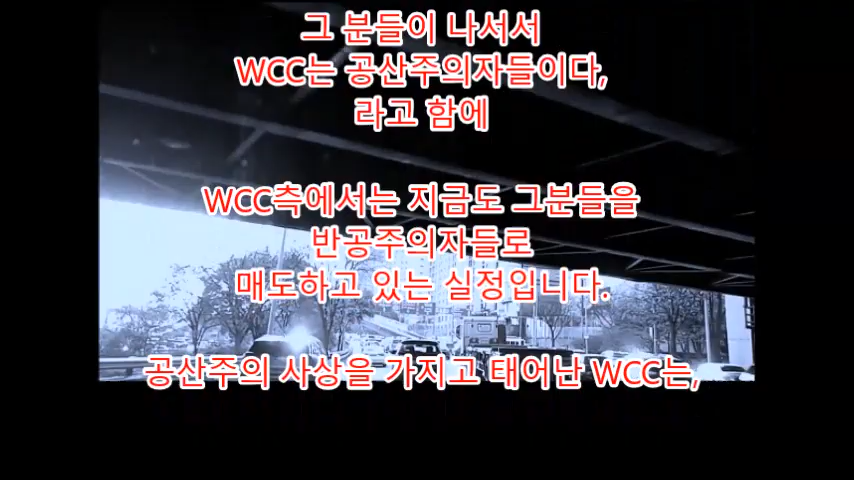 그 분들이 나서서
WCC는 공산주의자들이다,
라고 함에
WCC측에서는 지금도 그분들을
반공주의자들로
매도하고 있는 실정입니다.
공산주의 사상을 가지고 태어난 WCC는,